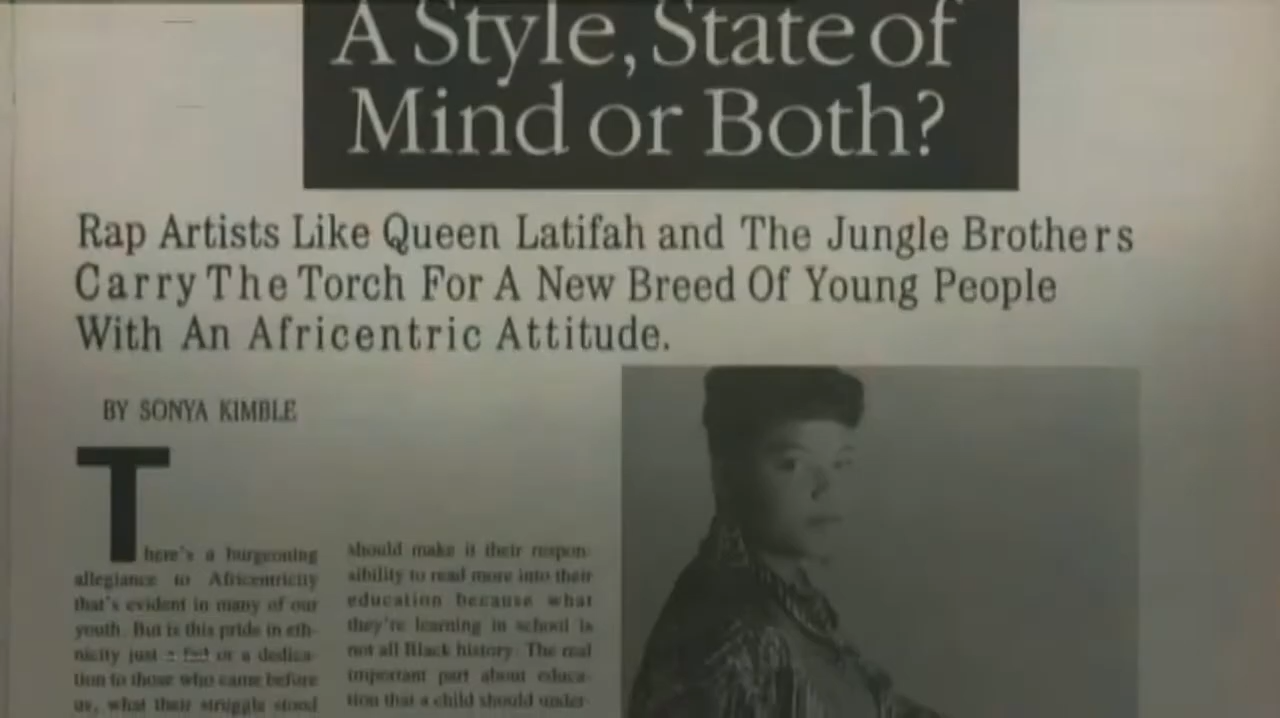 A Style, State of
Mind or Both?
Rap Artists Like Queen Latifah and The Jungle Brothers
Carry The Torch For A New Breed Of Young People
With An Africentric Attitude.
BY SONYA KIMBLE
There's a burgeoning
allegiance to Africentricity
that's evident in many of our
youth. But is this pride in eth-
nicity just a fad or a dedica-
tion to those who came before
us, what their struggle stood
should make it their respon-
sibility to read more into their
education because what
they're learning in school is
not all Black history. The real
important part about educa-
tion that a child should under-